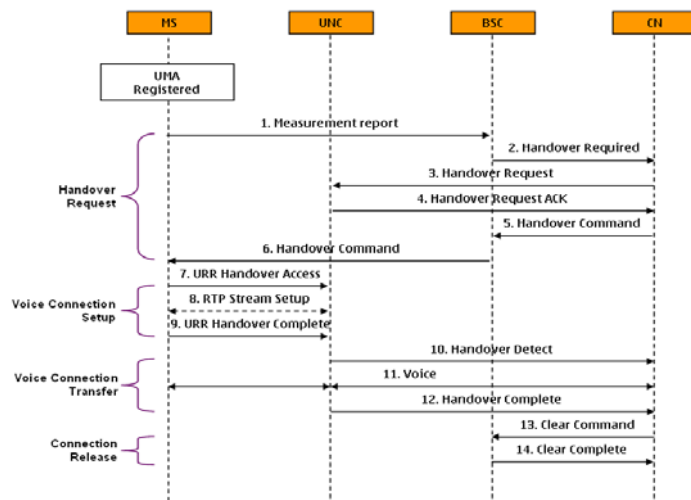 MS
UNC
BSC
CN
UMA
Registered
1. Measurement report
2. Handover Required
3. Handover Request
Handover
Request
4. Handover Request ACK
5. Handover Command
6. Handover Command
7. URR Handover Access
8. RTP Stream Setup
Voice Connection
Setup
9. URR Handover Complete
10. Handover Detect
11. Voice
Voice Connection
Transfer
12. Handover Complete
13. Clear Command
Connection
Release
14. Clear Complete